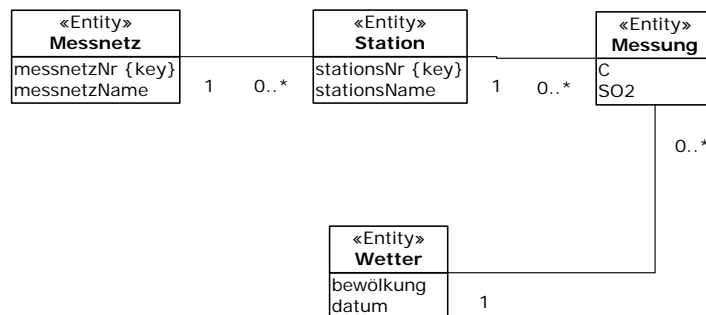 «Entity»
Messnetz
messnetzNr {key}
messnetzName
1
0..*
«Entity»
Station
stationsNr {key}
stationsName
1
0..*
«Entity»
Messung
C
SO2
0..*
«Entity»
Wetter
bewölkung
datum
1